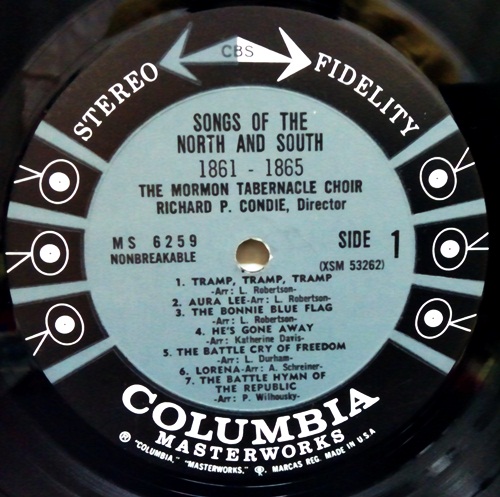 CBS
STEREO FIDELITY
SONGS OF THE
NORTH AND SOUTH
1861 - 1865
THE MORMON TABERNACLE CHOIR
RICHARD P. CONDIE, Director
MS 6259
NONBREAKABLE
SIDE 1
(XSM 53262)
1. TRAMP, TRAMP, TRAMP
-Arr: L. Robertson-
2. AURA LEE-Arr: L. Robertson-
3. THE BONNIE BLUE FLAG
-Arr: L. Robertson-
4. HE'S GONE AWAY
-Arr: Katherine Davis-
5. THE BATTLE CRY OF FREEDOM
-Arr: L. Durham-
6. LORENA-Arr: A. Schreiner-
7. THE BATTLE HYMN OF
THE REPUBLIC
-Arr: P. Wilhousky-
COLUMBIA
MASTERWORKS
® "COLUMBIA," "MASTERWORKS," MARCAS REG. MADE IN U.S.A